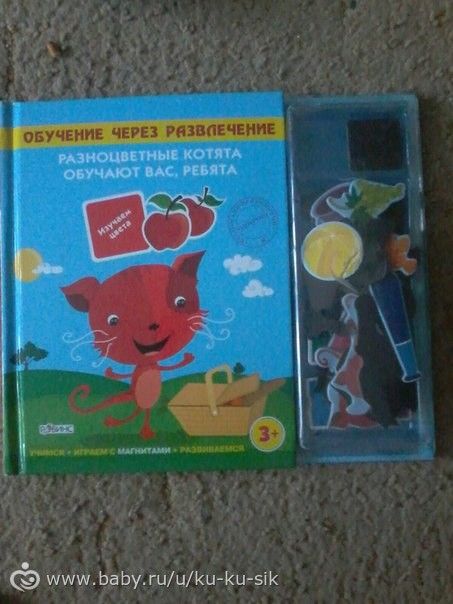 ОБУЧЕНИЕ ЧЕРЕЗ РАЗВЛЕЧЕНИЕ
РАЗНОЦВЕТНЫЕ КОТЯТА
ОБУЧАЮТ ВАС, РЕБЯТА
Изучаем
цвета
РОБИНС
3+
УЧИМСЯ • ИГРАЕМ С МАГНИТАМИ • РАЗВИВАЕМСЯ
www.baby.ru/u/ku-ku-sik